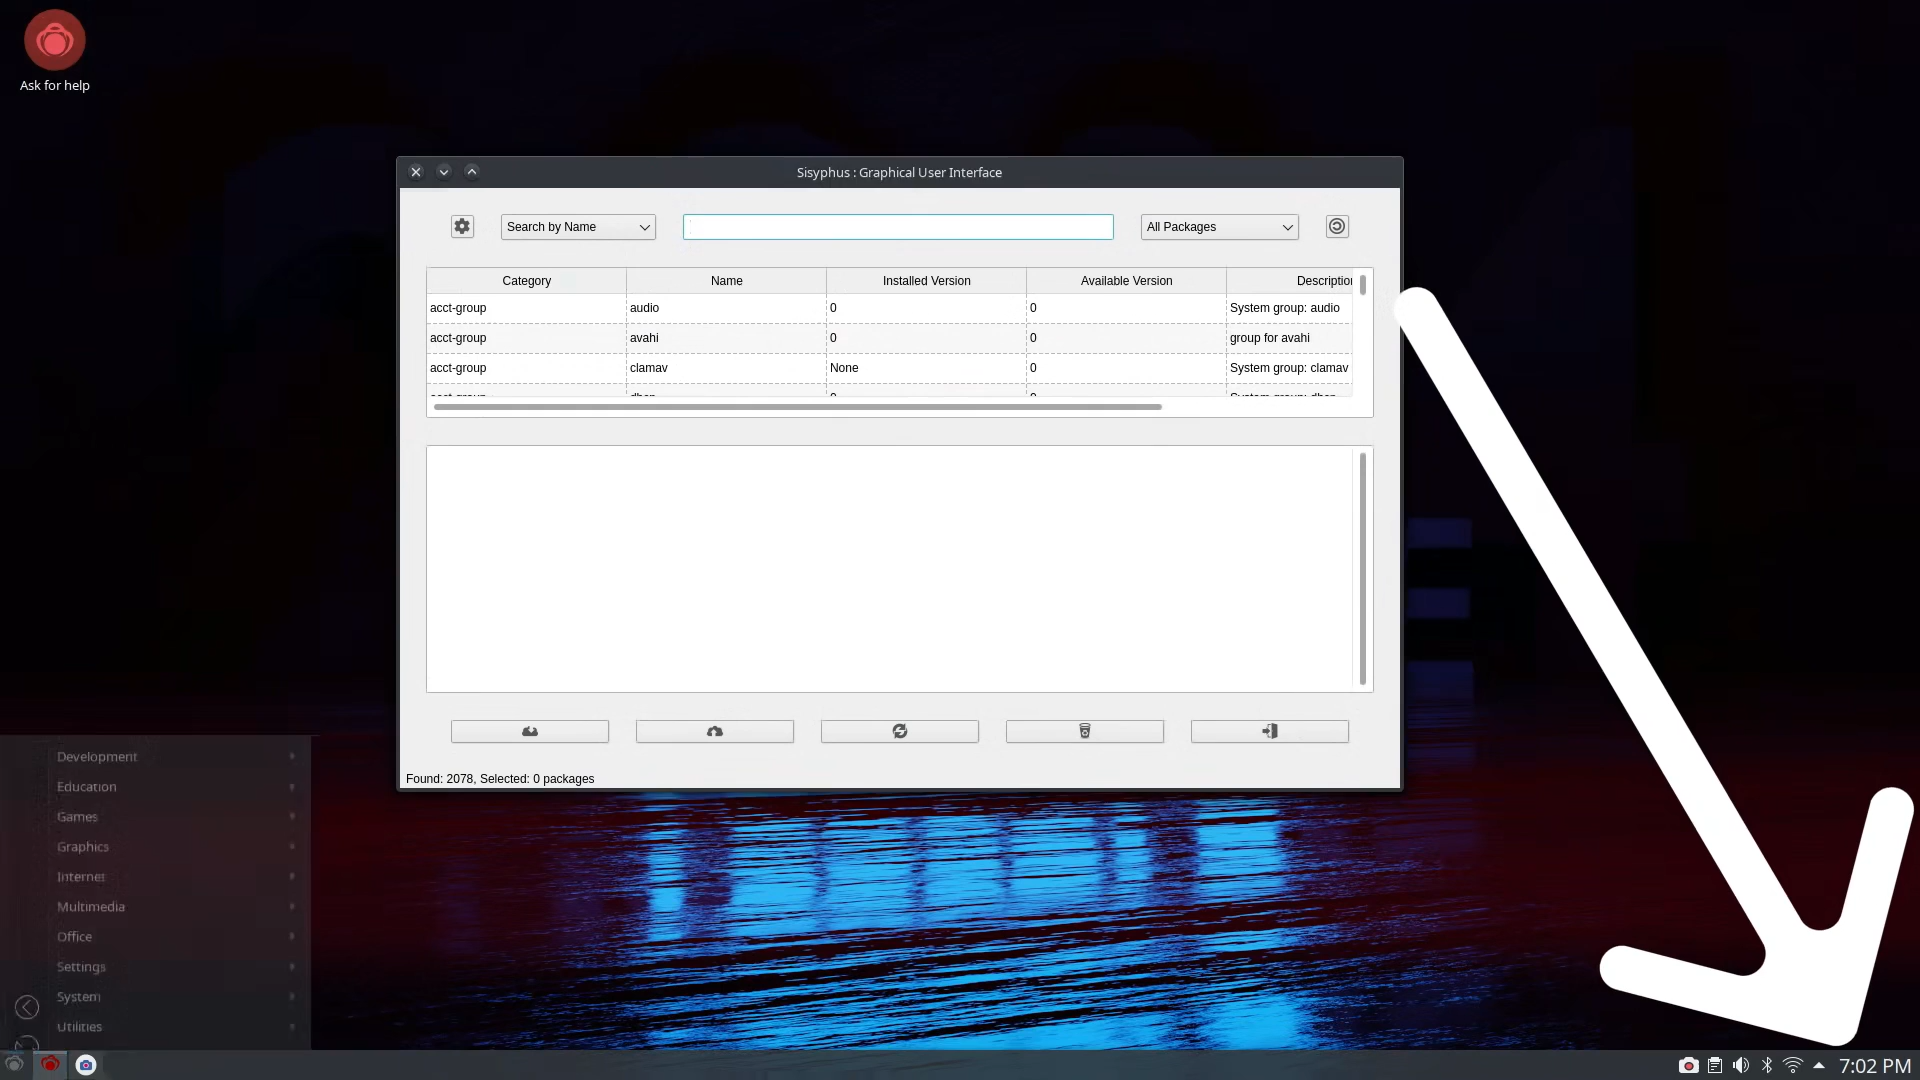 Ask for help
Sisyphus : Graphical User Interface
Search by Name
All Packages
Category Name Installed Version Available Version Description
acct-group audio 0 0 System group: audio
acct-group avahi 0 0 group for avahi
acct-group clamav None 0 System group: clamav
Found: 2078, Selected: 0 packages
Development
Education
Games
Graphics
Internet
Multimedia
Office
Settings
System
Utilities
7:02 PM